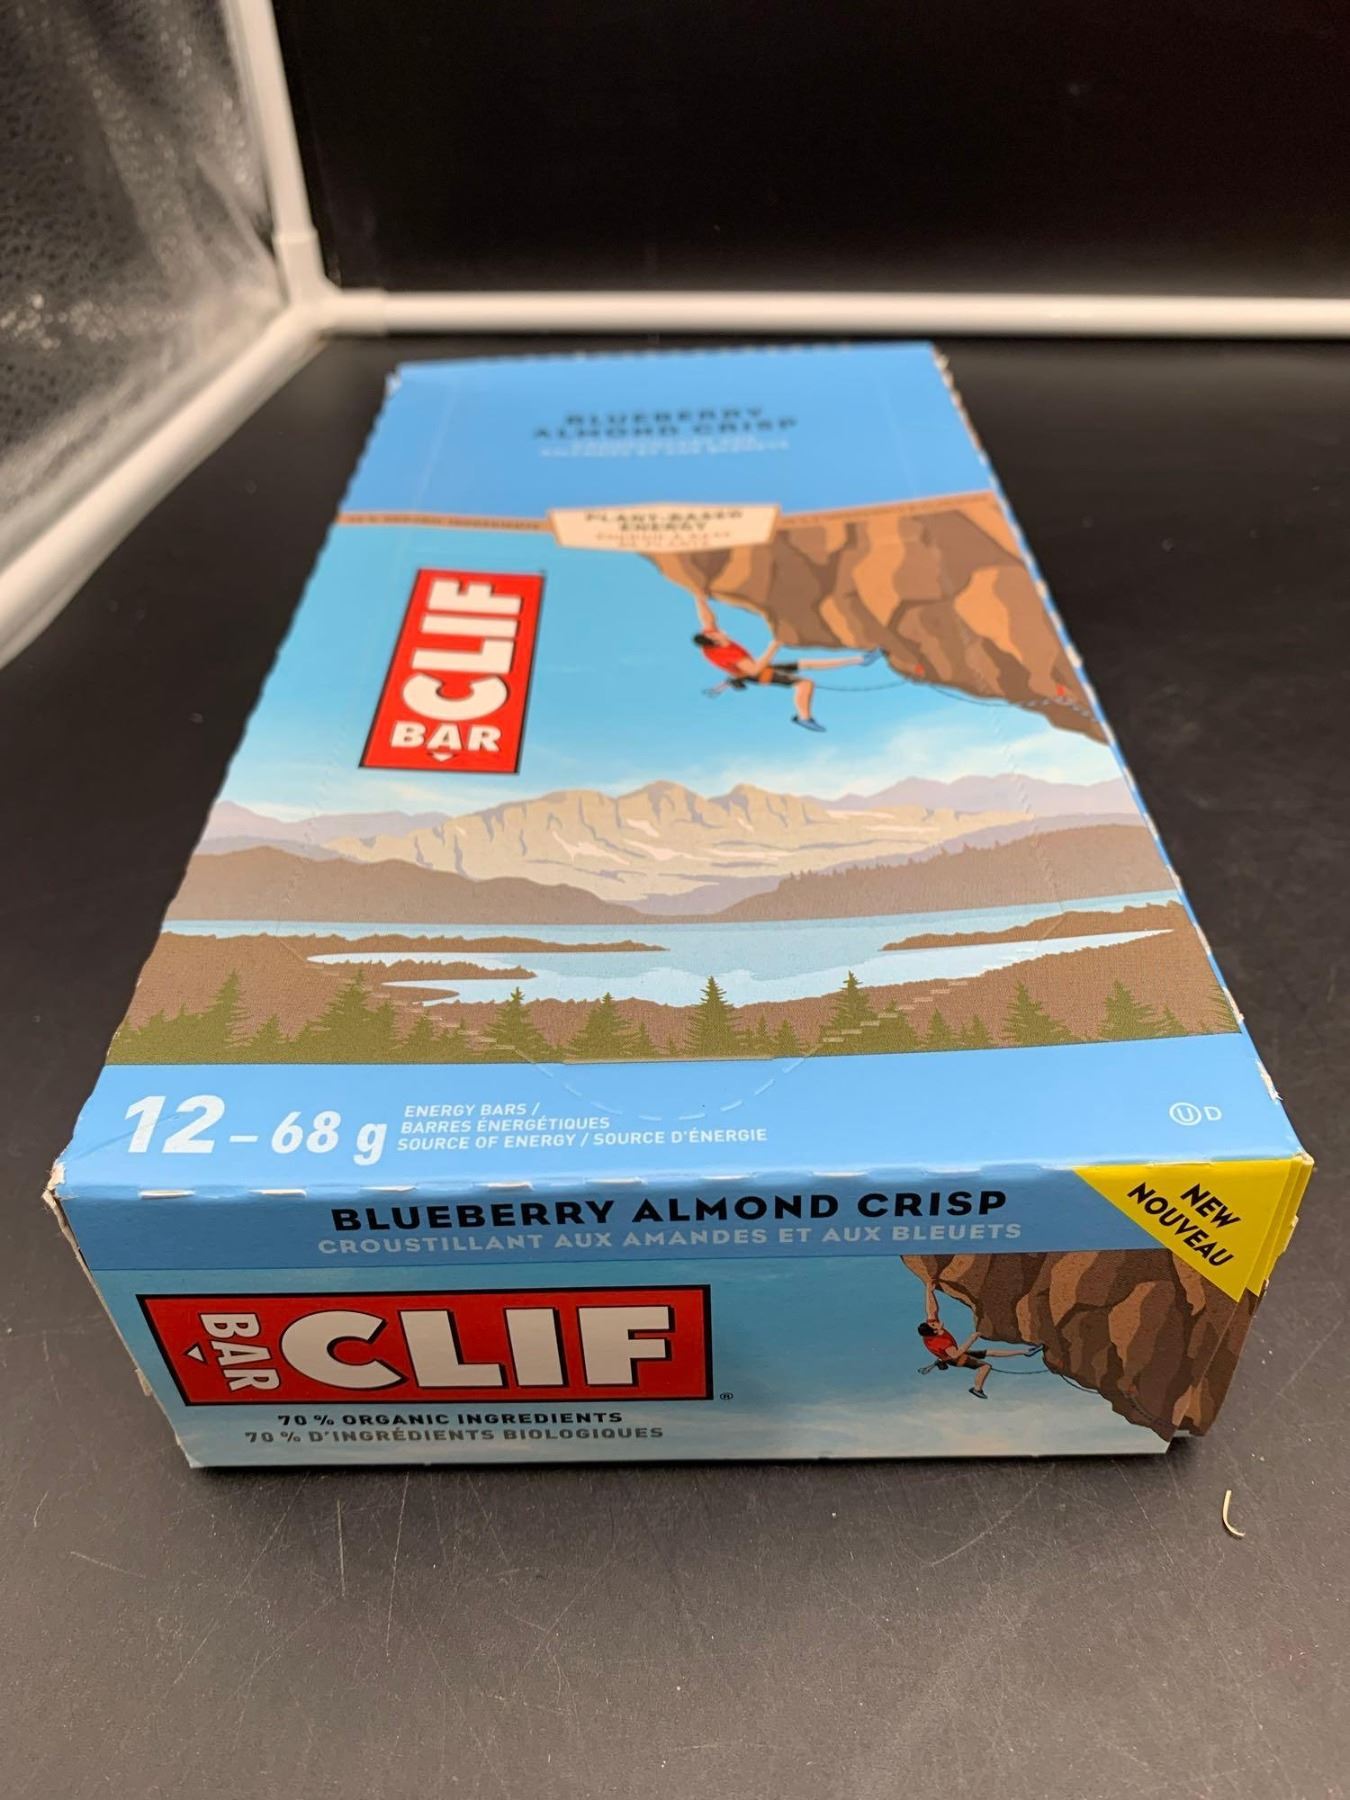 BLUEBERRY
ALMOND CRISP
PLANT-BASED
ENERGY
CLIF
BAR
12-68 g
ENERGY BARS /
BARRES ÉNERGÉTIQUES
SOURCE OF ENERGY / SOURCE D'ÉNERGIE
U D
BLUEBERRY ALMOND CRISP
CROUSTILLANT AUX AMANDES ET AUX BLEUETS
NEW
NOUVEAU
CLIF
BAR
®
70 % ORGANIC INGREDIENTS
70 % D'INGRÉDIENTS BIOLOGIQUES